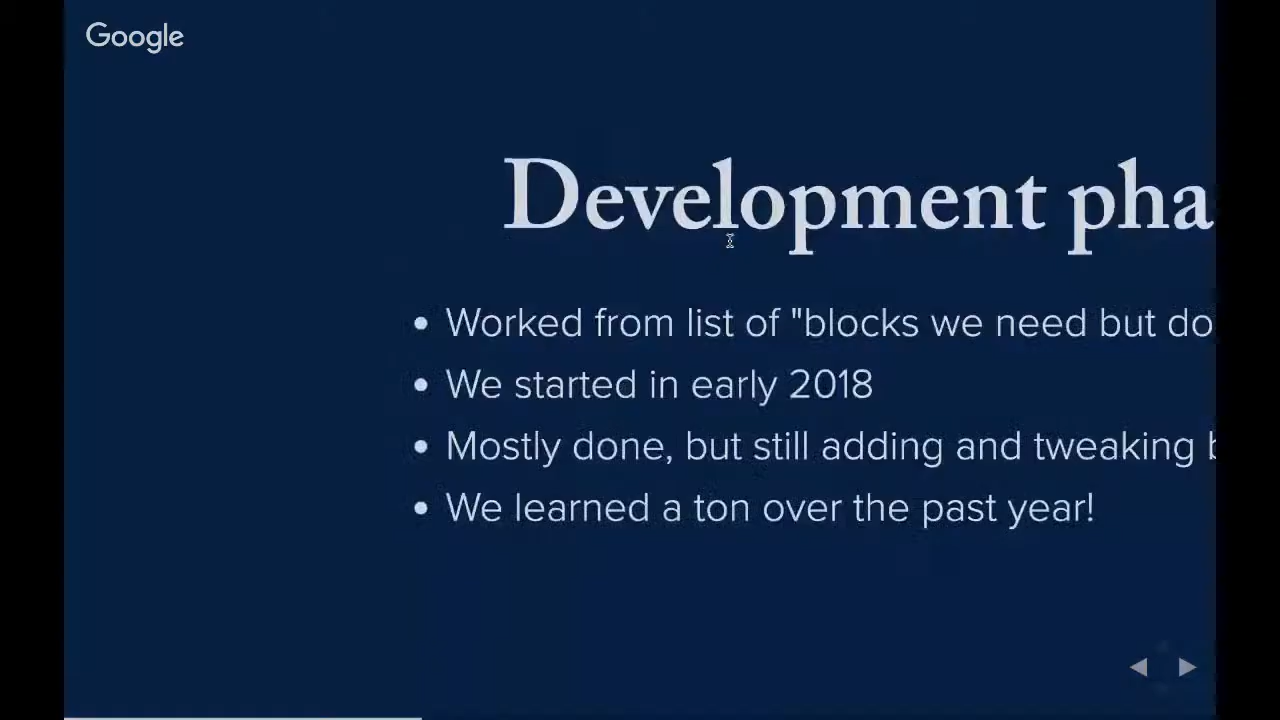 Google
Development pha
• Worked from list of "blocks we need but do
• We started in early 2018
• Mostly done, but still adding and tweaking
• We learned a ton over the past year!